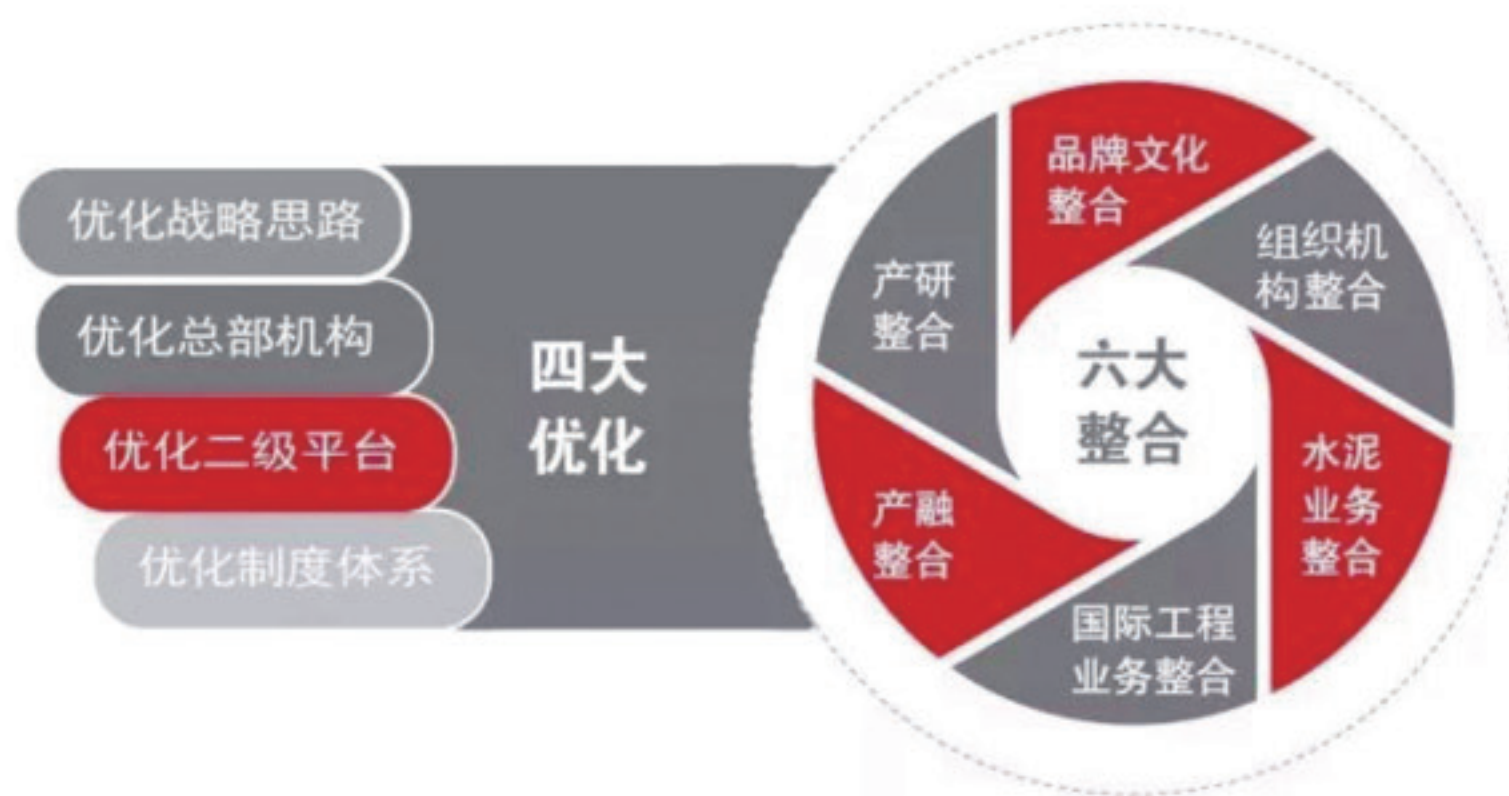 优化战略思路
优化总部机构
优化二级平台
优化制度体系
四大
优化
品牌文化
整合
组织机
构整合
水泥
业务
整合
国际工程
业务整合
产融
整合
产研
整合
六大
整合